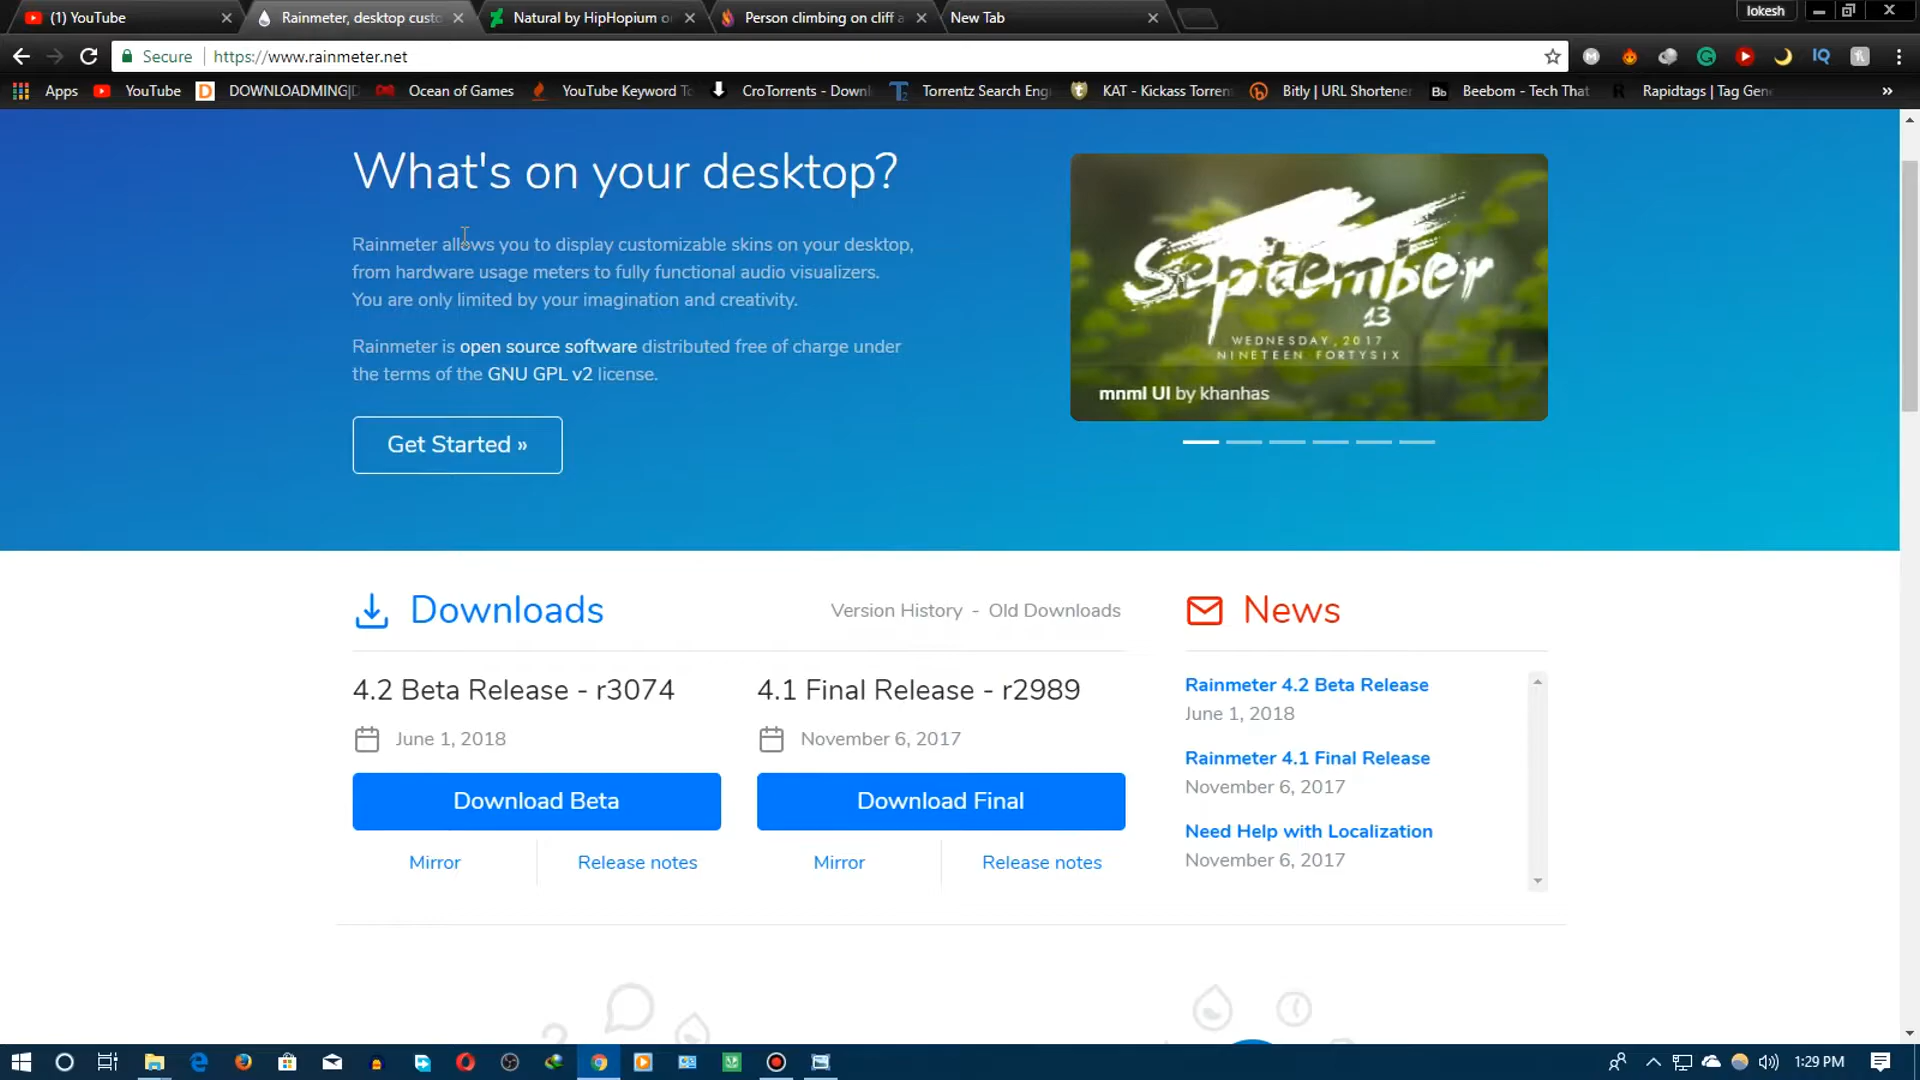 (1) YouTube
Rainmeter, desktop custo
Natural by HipHopium o
Person climbing on cliff a
New Tab
lokesh
Secure
https://www.rainmeter.net
IQ
Apps
YouTube
DOWNLOADMING|D
Ocean of Games
YouTube Keyword To
CroTorrents - Downl
Torrentz Search Engi
KAT - Kickass Torren
Bitly | URL Shortener
Beebom - Tech That
Rapidtags | Tag Gene
»
What's on your desktop?
Rainmeter allows you to display customizable skins on your desktop,
from hardware usage meters to fully functional audio visualizers.
You are only limited by your imagination and creativity.
Rainmeter is open source software distributed free of charge under
the terms of the GNU GPL v2 license.
Get Started »
September
13
WEDNESDAY, 2017
NINETEEN FORTYSIX
mnml UI by khanhas
Downloads
Version History - Old Downloads
4.2 Beta Release - r3074
June 1, 2018
Download Beta
Mirror
Release notes
4.1 Final Release - r2989
November 6, 2017
Download Final
Mirror
Release notes
News
Rainmeter 4.2 Beta Release
June 1, 2018
Rainmeter 4.1 Final Release
November 6, 2017
Need Help with Localization
November 6, 2017
1:29 PM